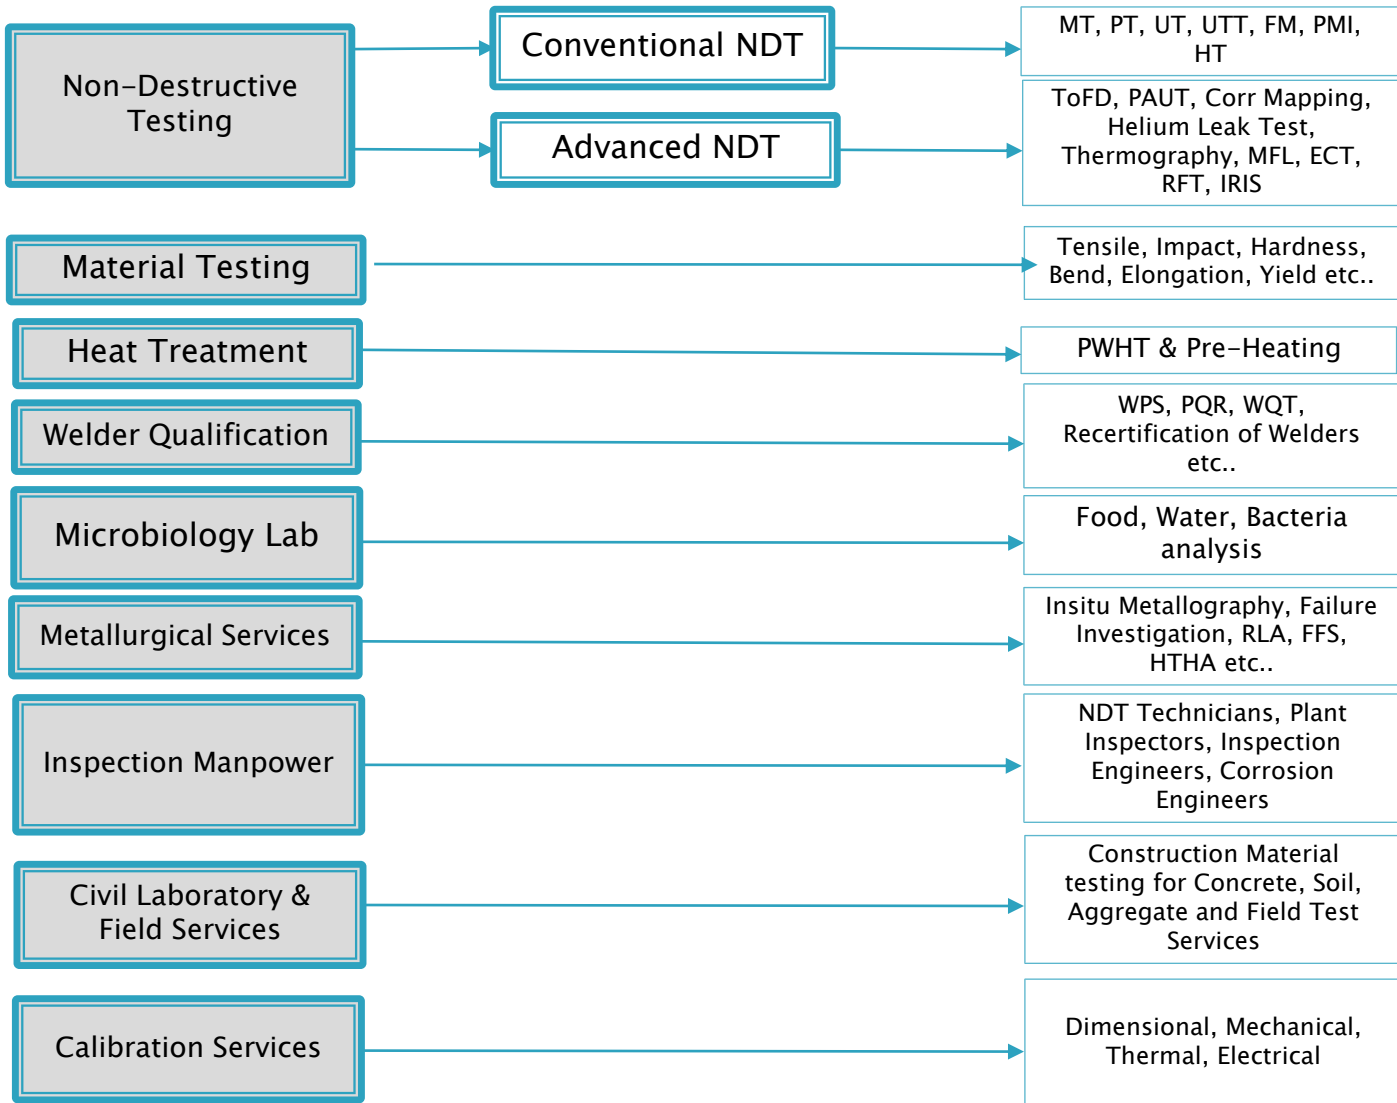 Non-Destructive
Testing
Conventional NDT
MT, PT, UT, UTT, FM, PMI,
HT
Advanced NDT
ToFD, PAUT, Corr Mapping,
Helium Leak Test,
Thermography, MFL, ECT,
RFT, IRIS
Material Testing
Tensile, Impact, Hardness,
Bend, Elongation, Yield etc..
Heat Treatment
PWHT & Pre-Heating
Welder Qualification
WPS, PQR, WQT,
Recertification of Welders
etc..
Microbiology Lab
Food, Water, Bacteria
analysis
Metallurgical Services
Insitu Metallography, Failure
Investigation, RLA, FFS,
HTHA etc..
Inspection Manpower
NDT Technicians, Plant
Inspectors, Inspection
Engineers, Corrosion
Engineers
Civil Laboratory &
Field Services
Construction Material
testing for Concrete, Soil,
Aggregate and Field Test
Services
Calibration Services
Dimensional, Mechanical,
Thermal, Electrical